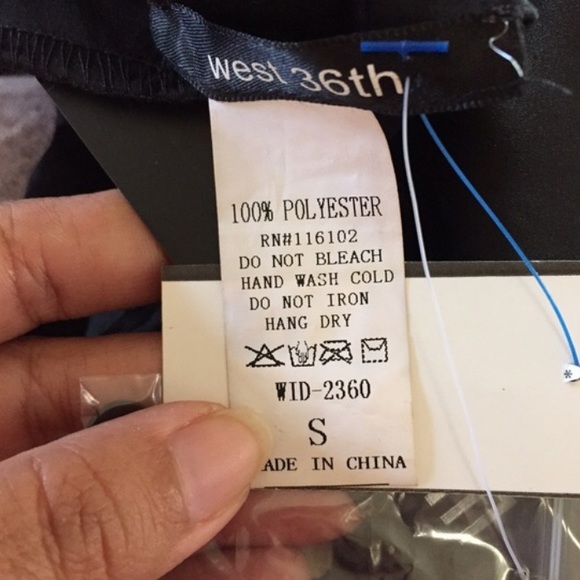 west 36th
100% POLYESTER
RN#116102
DO NOT BLEACH
HAND WASH COLD
DO NOT IRON
HANG DRY
WID-2360
S
ADE IN CHINA